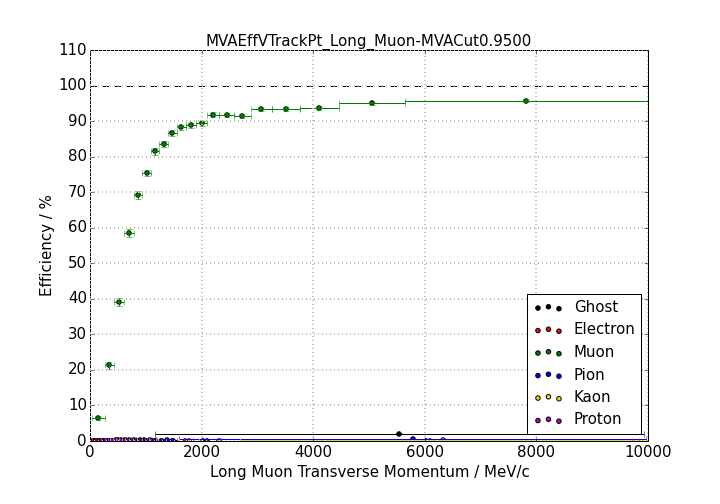 MVAEffVTrackPt_Long_Muon-MVACut0.9500
110
100
90
80
70
60
50
40
30
20
10
0
Efficiency / %
Ghost
Electron
Muon
Pion
Kaon
Proton
0 2000 4000 6000 8000 10000
Long Muon Transverse Momentum / MeV/c